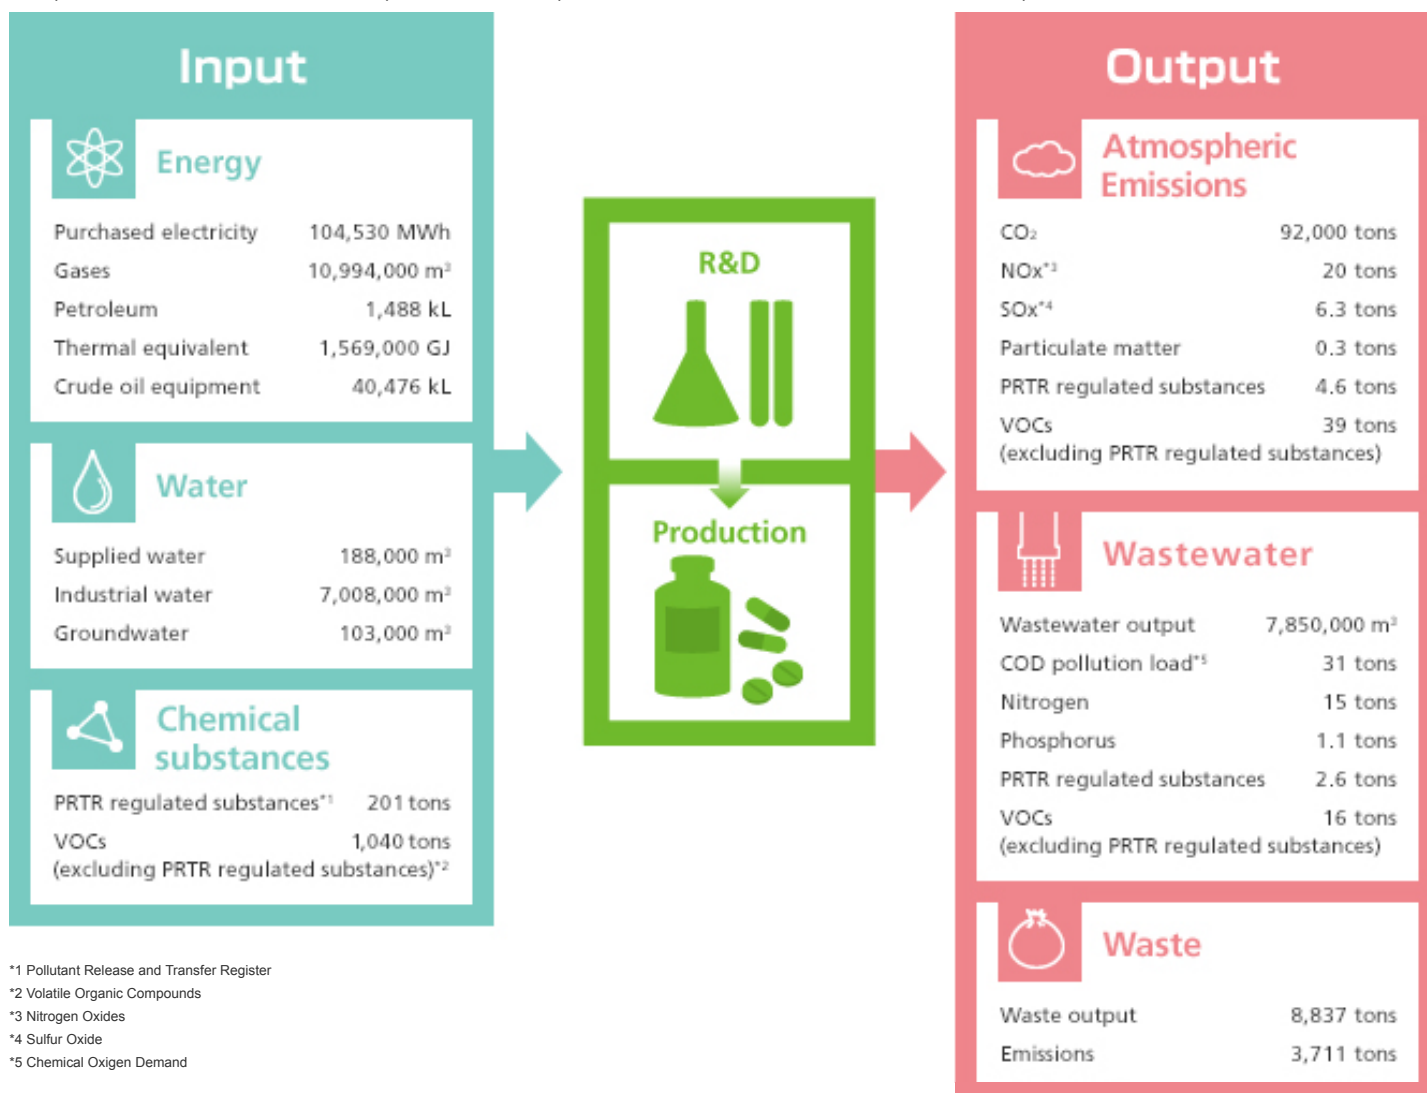 Input
Energy
Purchased electricity 104,530 MWh
Gases 10,994,000 m³
Petroleum 1,488 kL
Thermal equivalent 1,569,000 GJ
Crude oil equipment 40,476 kL
Water
Supplied water 188,000 m³
Industrial water 7,008,000 m³
Groundwater 103,000 m³
Chemical
substances
PRTR regulated substances*1 201 tons
VOCs 1,040 tons
(excluding PRTR regulated substances)*2
R&D
Production
Output
Atmospheric
Emissions
CO₂ 92,000 tons
NOx*3 20 tons
SOx*4 6.3 tons
Particulate matter 0.3 tons
PRTR regulated substances 4.6 tons
VOCs 39 tons
(excluding PRTR regulated substances)
Wastewater
Wastewater output 7,850,000 m³
COD pollution load*5 31 tons
Nitrogen 15 tons
Phosphorus 1.1 tons
PRTR regulated substances 2.6 tons
VOCs 16 tons
(excluding PRTR regulated substances)
Waste
Waste output 8,837 tons
Emissions 3,711 tons
*1 Pollutant Release and Transfer Register
*2 Volatile Organic Compounds
*3 Nitrogen Oxides
*4 Sulfur Oxide
*5 Chemical Oxigen Demand